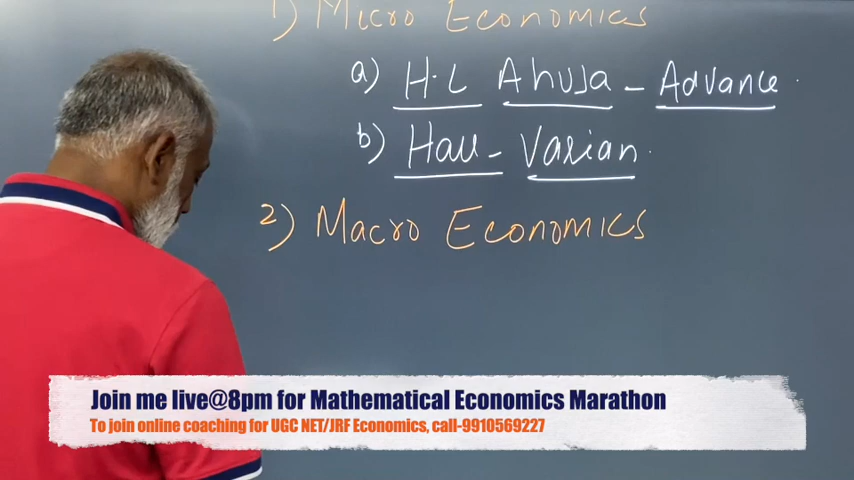 1) Micro Economics
a) H.L Ahuja - Advance.
b) Hal - Varian.
2) Macro Economics
Join me live@8pm for Mathematical Economics Marathon
To join online coaching for UGC NET/JRF Economics, call-9910569227